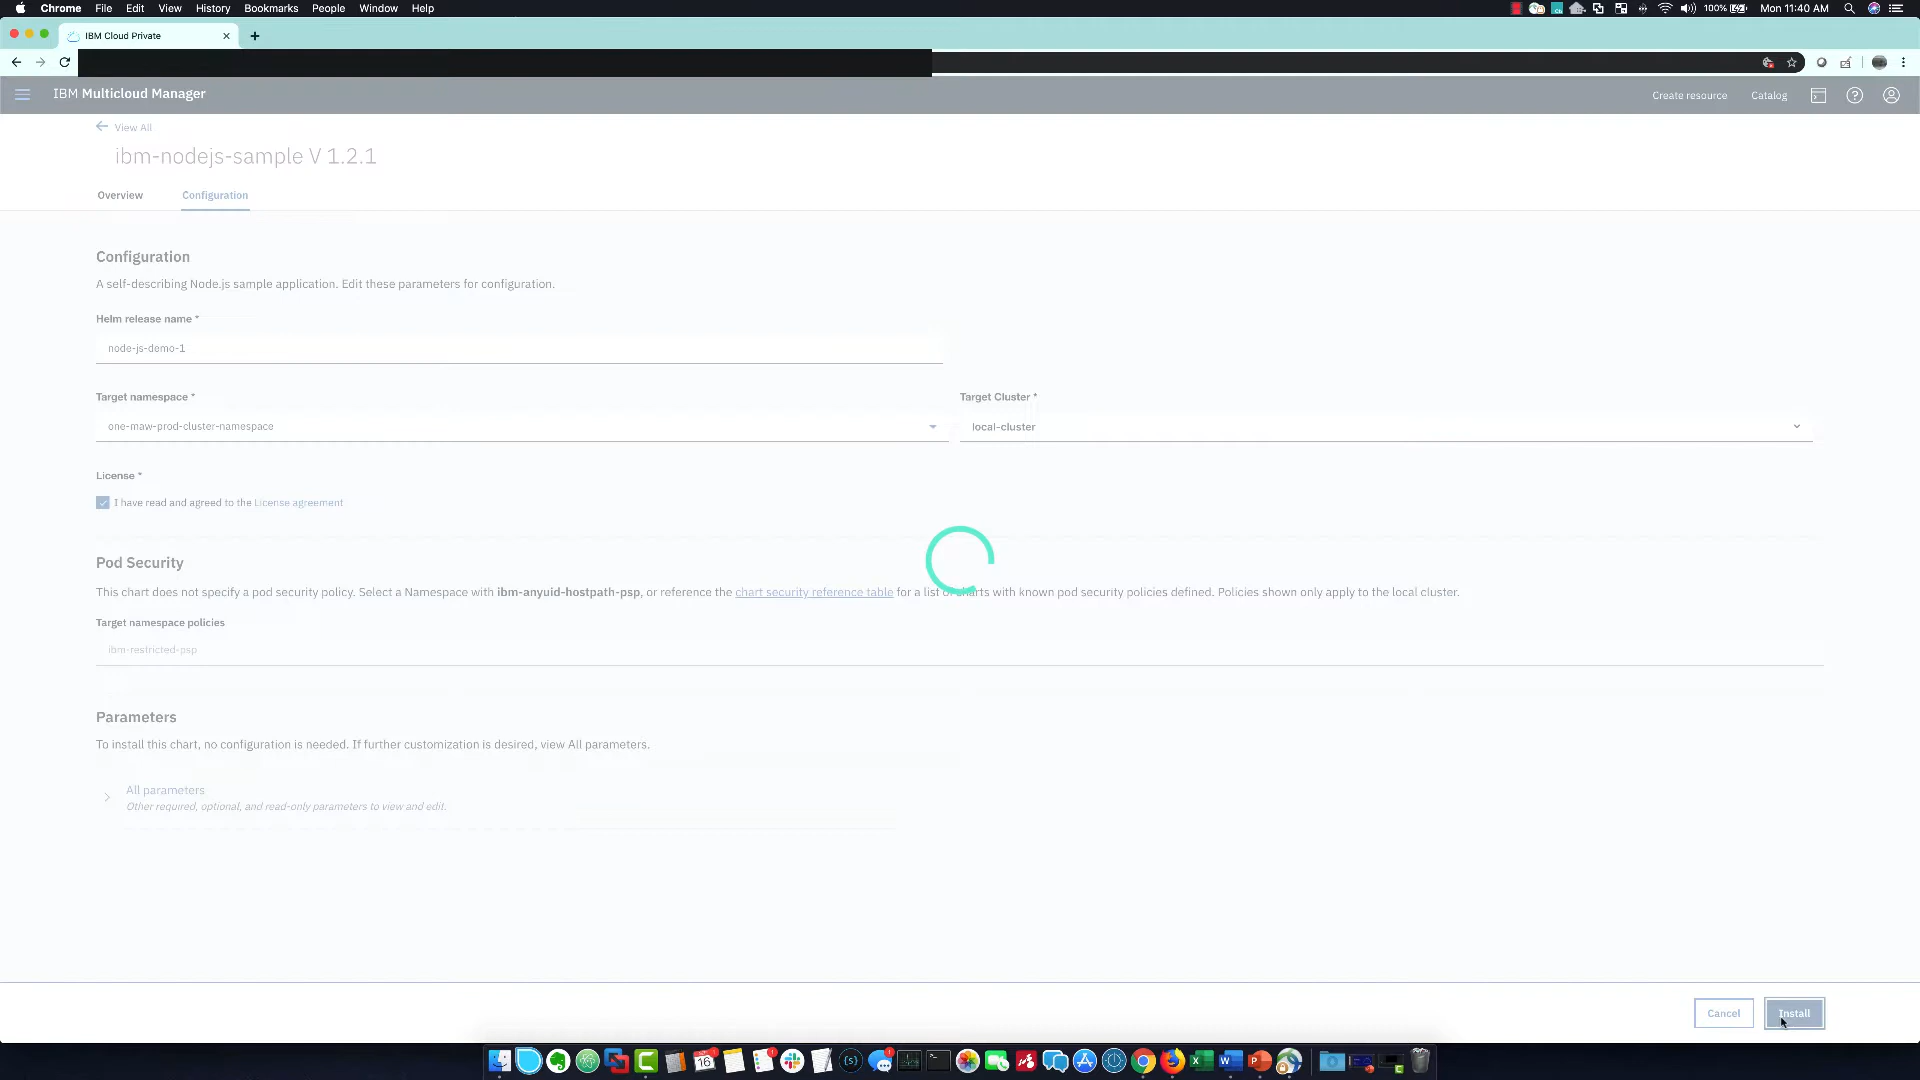 Chrome File Edit View History Bookmarks People Window Help 100% Mon 11:40 AM
IBM Cloud Private
IBM Multicloud Manager Create resource Catalog
View All
ibm-nodejs-sample V 1.2.1
Overview Configuration
Configuration
A self-describing Node.js sample application. Edit these parameters for configuration.
Helm release name *
node-js-demo-1
Target namespace * Target Cluster *
one-maw-prod-cluster-namespace local-cluster
License *
I have read and agreed to the License agreement
Pod Security
This chart does not specify a pod security policy. Select a Namespace with ibm-anyuid-hostpath-psp, or reference the chart security reference table for a list of charts with known pod security policies defined. Policies shown only apply to the local cluster.
Target namespace policies
ibm-restricted-psp
Parameters
To install this chart, no configuration is needed. If further customization is desired, view All parameters.
All parameters
Other required, optional, and read-only parameters to view and edit.
Cancel Install
16